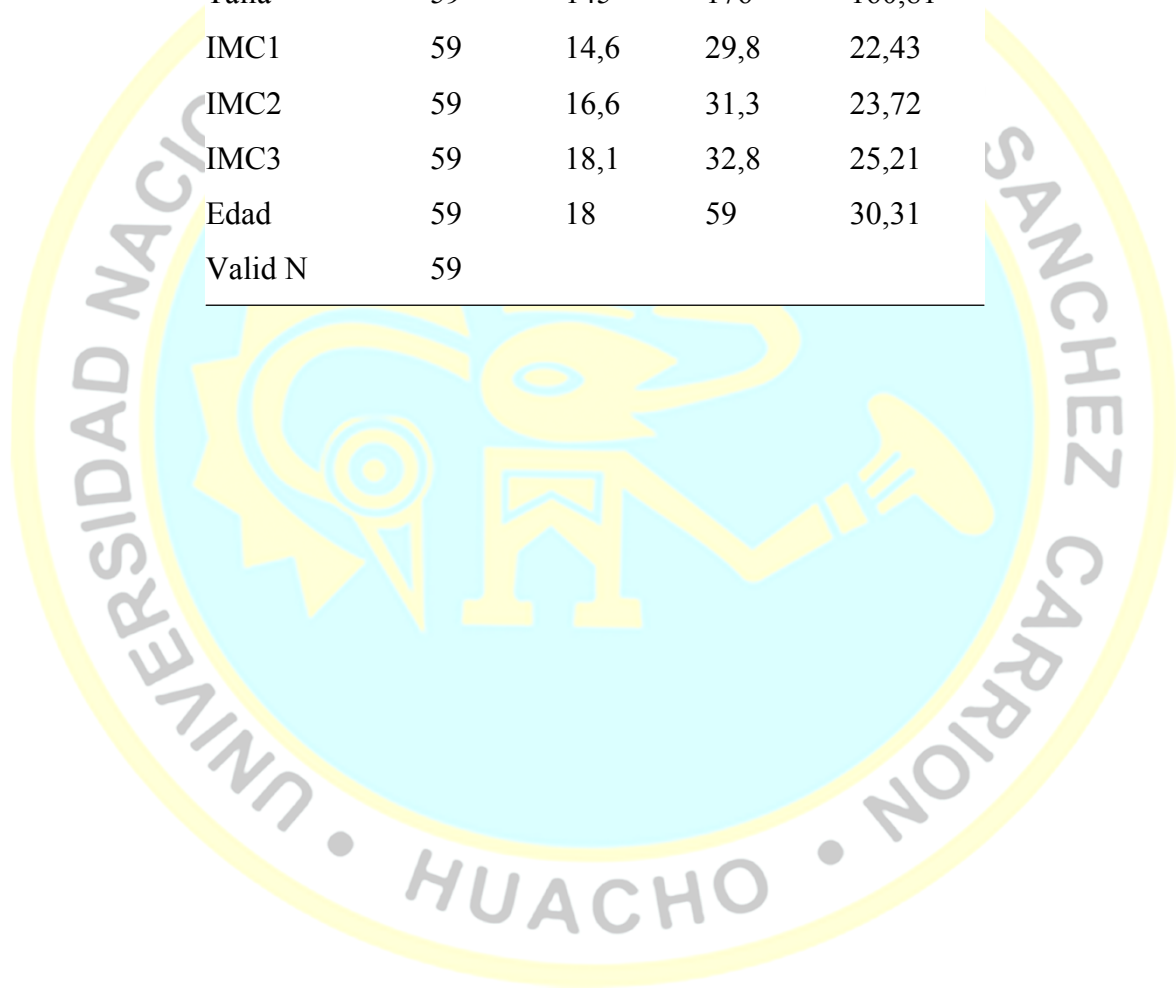 IMC1 59 14,6 29,8 22,43
IMC2 59 16,6 31,3 23,72
IMC3 59 18,1 32,8 25,21
Edad 59 18 59 30,31
Valid N 59
UNIVERSIDAD NACIO
SANCHEZ CARRION
• HUACHO •